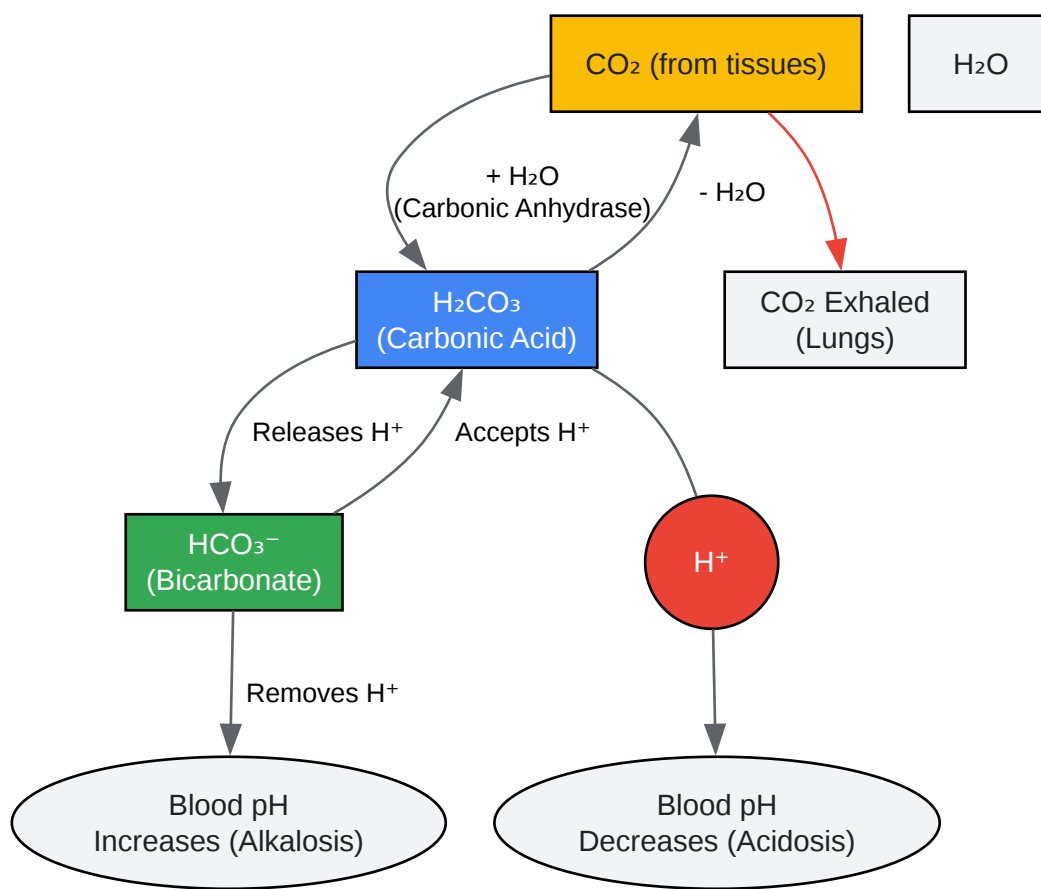 CO₂ (from tissues)
H₂O
+ H₂O
(Carbonic Anhydrase)
- H₂O
H₂CO₃
(Carbonic Acid)
CO₂ Exhaled
(Lungs)
Releases H⁺
Accepts H⁺
HCO₃⁻
(Bicarbonate)
H⁺
Removes H⁺
Blood pH
Increases (Alkalosis)
Blood pH
Decreases (Acidosis)